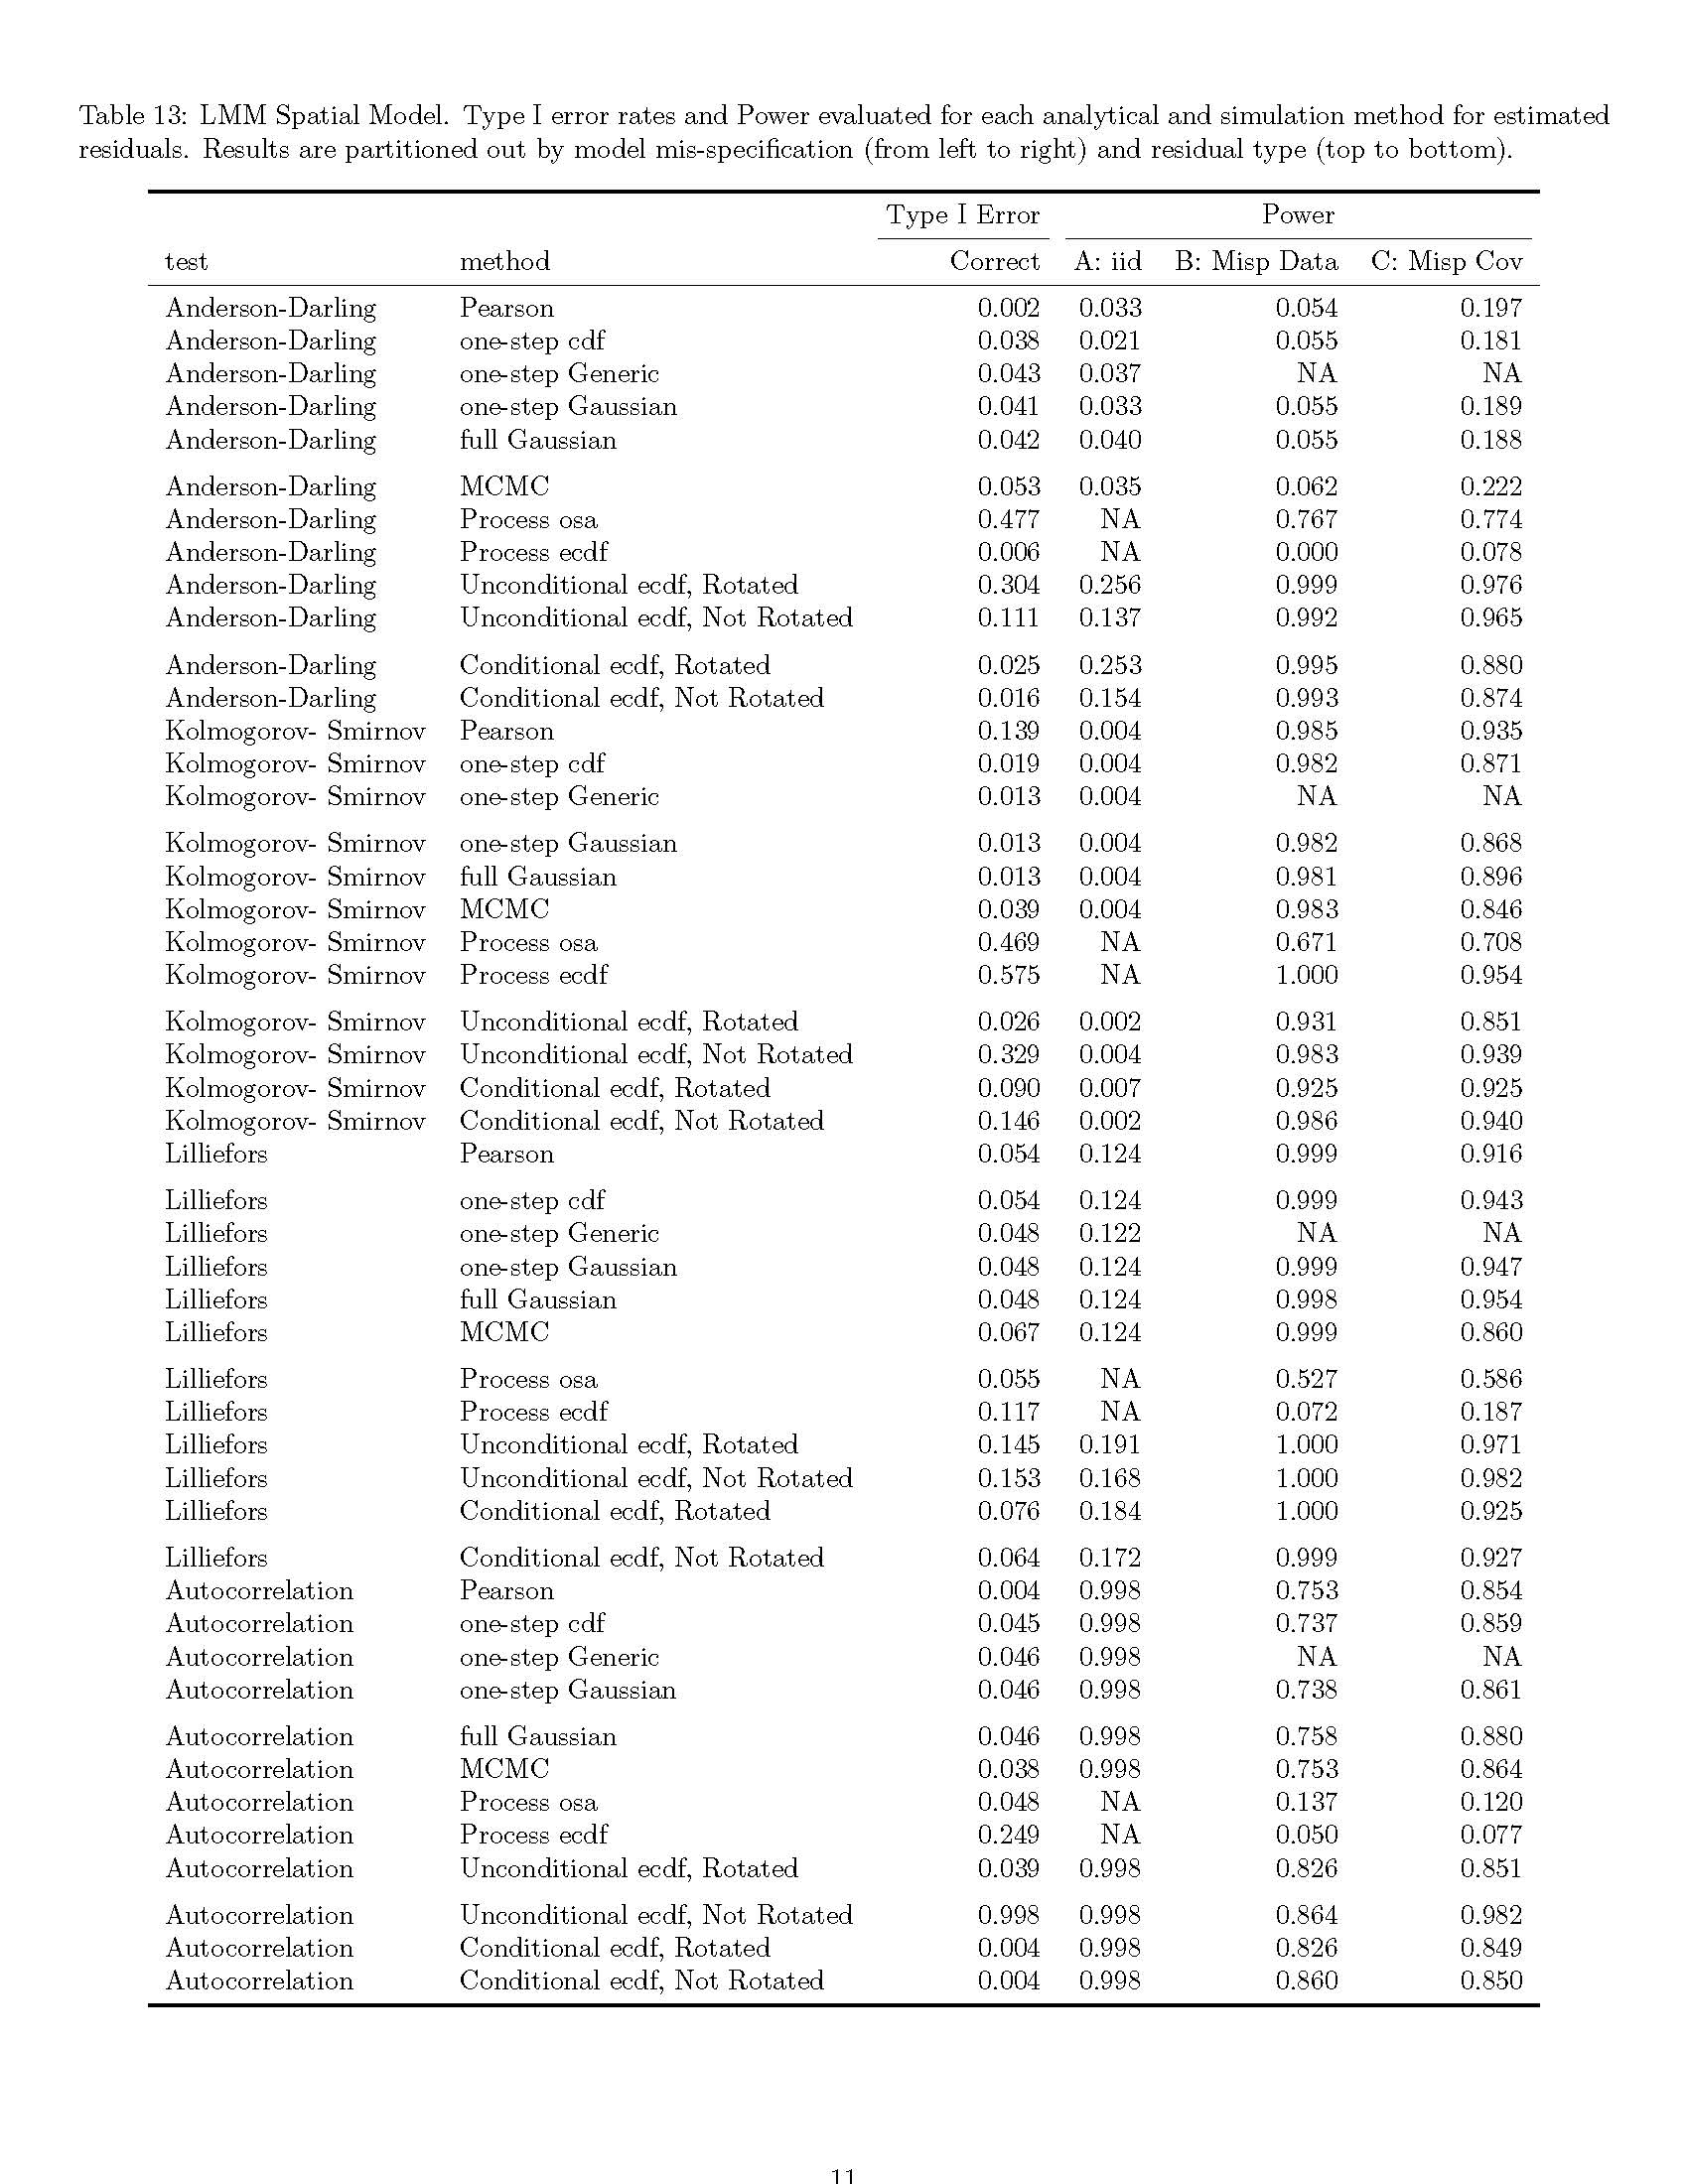 Table 13: LMM Spatial Model. Type I error rates and Power evaluated for each analytical and simulation method for estimated
residuals. Results are partitioned out by model mis-specification (from left to right) and residual type (top to bottom).
Type I Error Power
test method Correct A: iid B: Misp Data C: Misp Cov
Anderson-Darling Pearson 0.002 0.033 0.054 0.197
Anderson-Darling one-step cdf 0.038 0.021 0.055 0.181
Anderson-Darling one-step Generic 0.043 0.037 NA NA
Anderson-Darling one-step Gaussian 0.041 0.033 0.055 0.189
Anderson-Darling full Gaussian 0.042 0.040 0.055 0.188
Anderson-Darling MCMC 0.053 0.035 0.062 0.222
Anderson-Darling Process osa 0.477 NA 0.767 0.774
Anderson-Darling Process ecdf 0.006 NA 0.000 0.078
Anderson-Darling Unconditional ecdf, Rotated 0.304 0.256 0.999 0.976
Anderson-Darling Unconditional ecdf, Not Rotated 0.111 0.137 0.992 0.965
Anderson-Darling Conditional ecdf, Rotated 0.025 0.253 0.995 0.880
Anderson-Darling Conditional ecdf, Not Rotated 0.016 0.154 0.993 0.874
Kolmogorov- Smirnov Pearson 0.139 0.004 0.985 0.935
Kolmogorov- Smirnov one-step cdf 0.019 0.004 0.982 0.871
Kolmogorov- Smirnov one-step Generic 0.013 0.004 NA NA
Kolmogorov- Smirnov one-step Gaussian 0.013 0.004 0.982 0.868
Kolmogorov- Smirnov full Gaussian 0.013 0.004 0.981 0.896
Kolmogorov- Smirnov MCMC 0.039 0.004 0.983 0.846
Kolmogorov- Smirnov Process osa 0.469 NA 0.671 0.708
Kolmogorov- Smirnov Process ecdf 0.575 NA 1.000 0.954
Kolmogorov- Smirnov Unconditional ecdf, Rotated 0.026 0.002 0.931 0.851
Kolmogorov- Smirnov Unconditional ecdf, Not Rotated 0.329 0.004 0.983 0.939
Kolmogorov- Smirnov Conditional ecdf, Rotated 0.090 0.007 0.925 0.925
Kolmogorov- Smirnov Conditional ecdf, Not Rotated 0.146 0.002 0.986 0.940
Lilliefors Pearson 0.054 0.124 0.999 0.916
Lilliefors one-step cdf 0.054 0.124 0.999 0.943
Lilliefors one-step Generic 0.048 0.122 NA NA
Lilliefors one-step Gaussian 0.048 0.124 0.999 0.947
Lilliefors full Gaussian 0.048 0.124 0.998 0.954
Lilliefors MCMC 0.067 0.124 0.999 0.860
Lilliefors Process osa 0.055 NA 0.527 0.586
Lilliefors Process ecdf 0.117 NA 0.072 0.187
Lilliefors Unconditional ecdf, Rotated 0.145 0.191 1.000 0.971
Lilliefors Unconditional ecdf, Not Rotated 0.153 0.168 1.000 0.982
Lilliefors Conditional ecdf, Rotated 0.076 0.184 1.000 0.925
Lilliefors Conditional ecdf, Not Rotated 0.064 0.172 0.999 0.927
Autocorrelation Pearson 0.004 0.998 0.753 0.854
Autocorrelation one-step cdf 0.045 0.998 0.737 0.859
Autocorrelation one-step Generic 0.046 0.998 NA NA
Autocorrelation one-step Gaussian 0.046 0.998 0.738 0.861
Autocorrelation full Gaussian 0.046 0.998 0.758 0.880
Autocorrelation MCMC 0.038 0.998 0.753 0.864
Autocorrelation Process osa 0.048 NA 0.137 0.120
Autocorrelation Process ecdf 0.249 NA 0.050 0.077
Autocorrelation Unconditional ecdf, Rotated 0.039 0.998 0.826 0.851
Autocorrelation Unconditional ecdf, Not Rotated 0.998 0.998 0.864 0.982
Autocorrelation Conditional ecdf, Rotated 0.004 0.998 0.826 0.849
Autocorrelation Conditional ecdf, Not Rotated 0.004 0.998 0.860 0.850
11